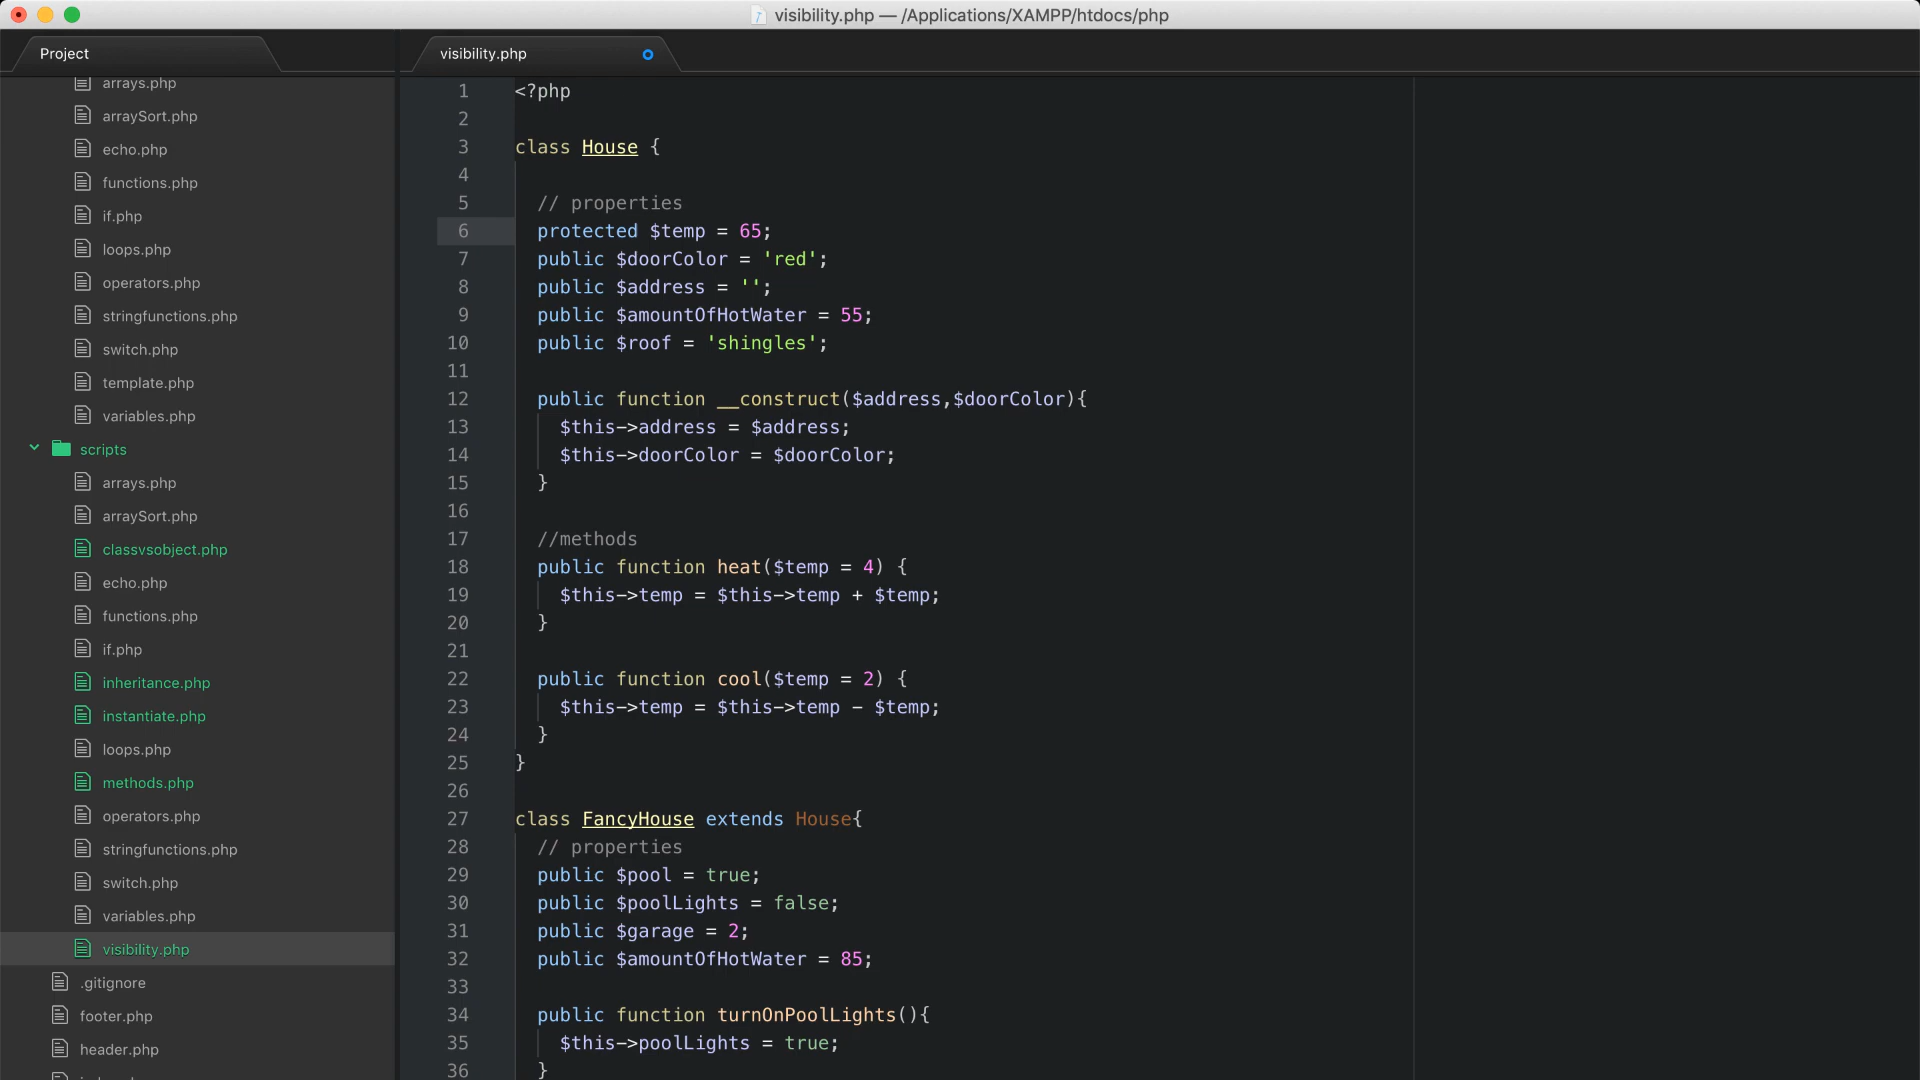 visibility.php — /Applications/XAMPP/htdocs/php
Project
visibility.php
arrays.php
arraySort.php
echo.php
functions.php
if.php
loops.php
operators.php
stringfunctions.php
switch.php
template.php
variables.php
scripts
arrays.php
arraySort.php
classvsobject.php
echo.php
functions.php
if.php
inheritance.php
instantiate.php
loops.php
methods.php
operators.php
stringfunctions.php
switch.php
variables.php
visibility.php
.gitignore
footer.php
header.php
1 <?php
2
3 class House {
4
5 // properties
6 protected $temp = 65;
7 public $doorColor = 'red';
8 public $address = '';
9 public $amountOfHotWater = 55;
10 public $roof = 'shingles';
11
12 public function __construct($address,$doorColor){
13 $this->address = $address;
14 $this->doorColor = $doorColor;
15 }
16
17 //methods
18 public function heat($temp = 4) {
19 $this->temp = $this->temp + $temp;
20 }
21
22 public function cool($temp = 2) {
23 $this->temp = $this->temp - $temp;
24 }
25 }
26
27 class FancyHouse extends House{
28 // properties
29 public $pool = true;
30 public $poolLights = false;
31 public $garage = 2;
32 public $amountOfHotWater = 85;
33
34 public function turnOnPoolLights(){
35 $this->poolLights = true;
36 }